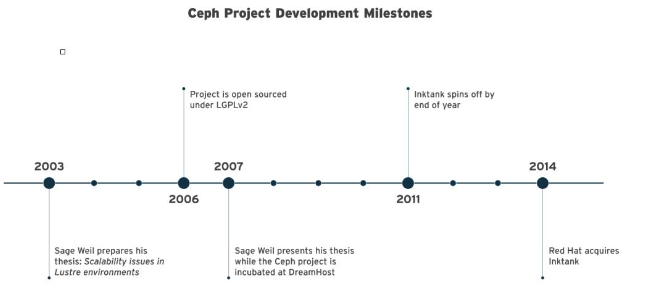 Ceph Project Development Milestones
Project is open sourced
under LGPLv2
Inktank spins off by
end of year
2003
2007
2014
2006
2011
Sage Weil prepares his
thesis: Scalability issues in
Lustre environments
Sage Weil presents his thesis
while the Ceph project is
incubated at DreamHost
Red Hat acquires
Inktank